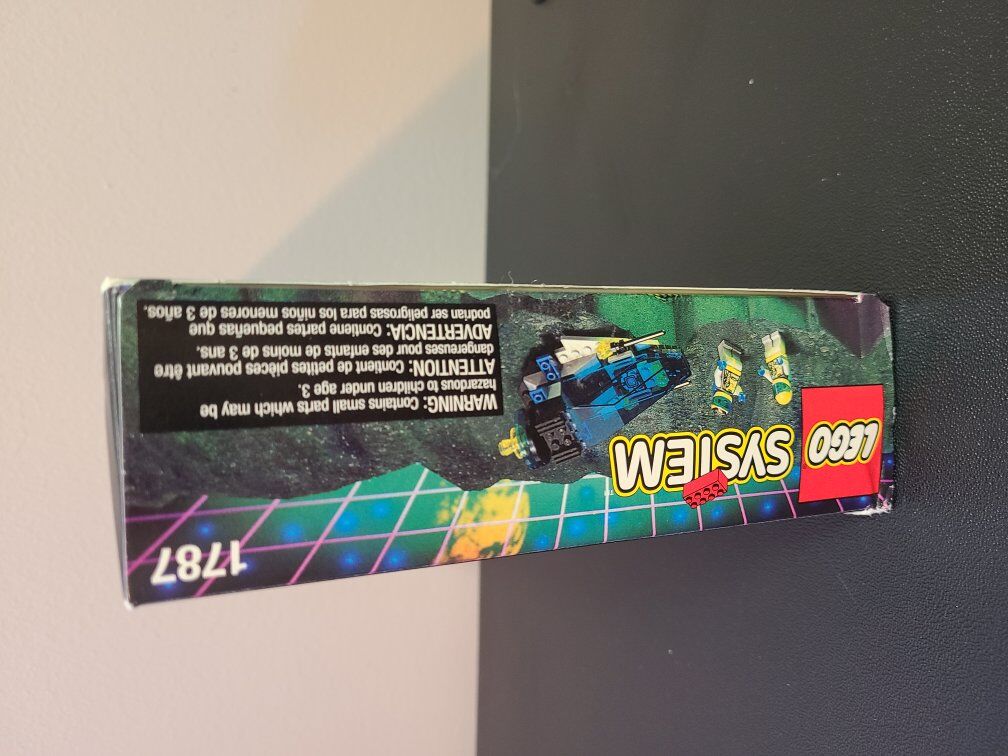 LEGO SYSTEM
WARNING: Contains small parts which may be
hazardous to children under age 3.
ATTENTION: Contient de petites pièces pouvant être
dangereuses pour des enfants de moins de 3 ans.
ADVERTENCIA: Contiene partes pequeñas que
podrían ser peligrosas para los niños menores de 3 años.
1787